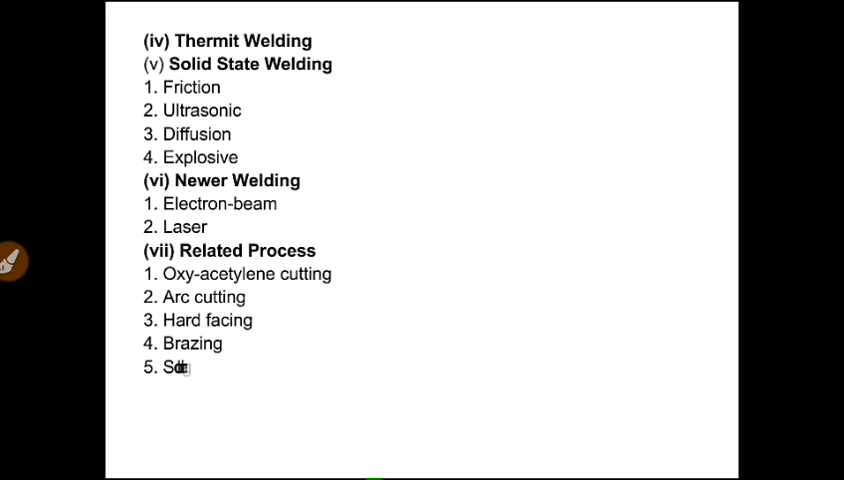 (iv) Thermit Welding
(v) Solid State Welding
1. Friction
2. Ultrasonic
3. Diffusion
4. Explosive
(vi) Newer Welding
1. Electron-beam
2. Laser
(vii) Related Process
1. Oxy-acetylene cutting
2. Arc cutting
3. Hard facing
4. Brazing
5.